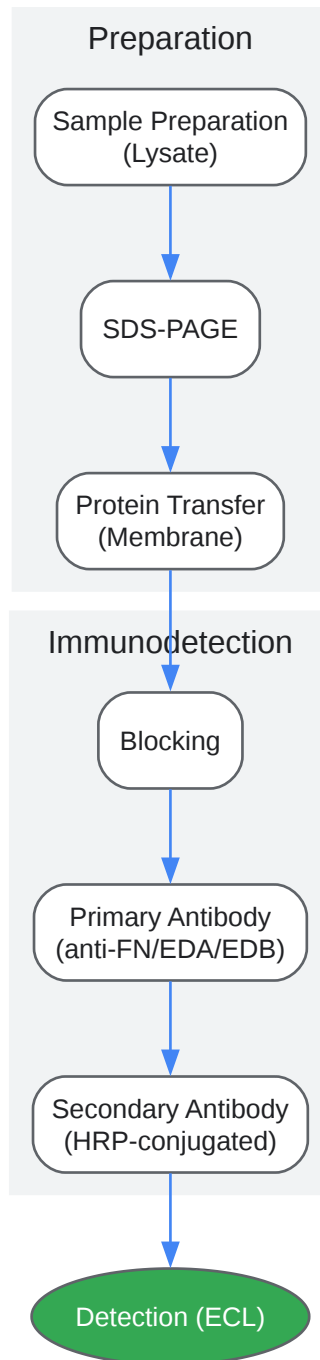 Preparation
Sample Preparation
(Lysate)
SDS-PAGE
Protein Transfer
(Membrane)
Immunodetection
Blocking
Primary Antibody
(anti-FN/EDA/EDB)
Secondary Antibody
(HRP-conjugated)
Detection (ECL)